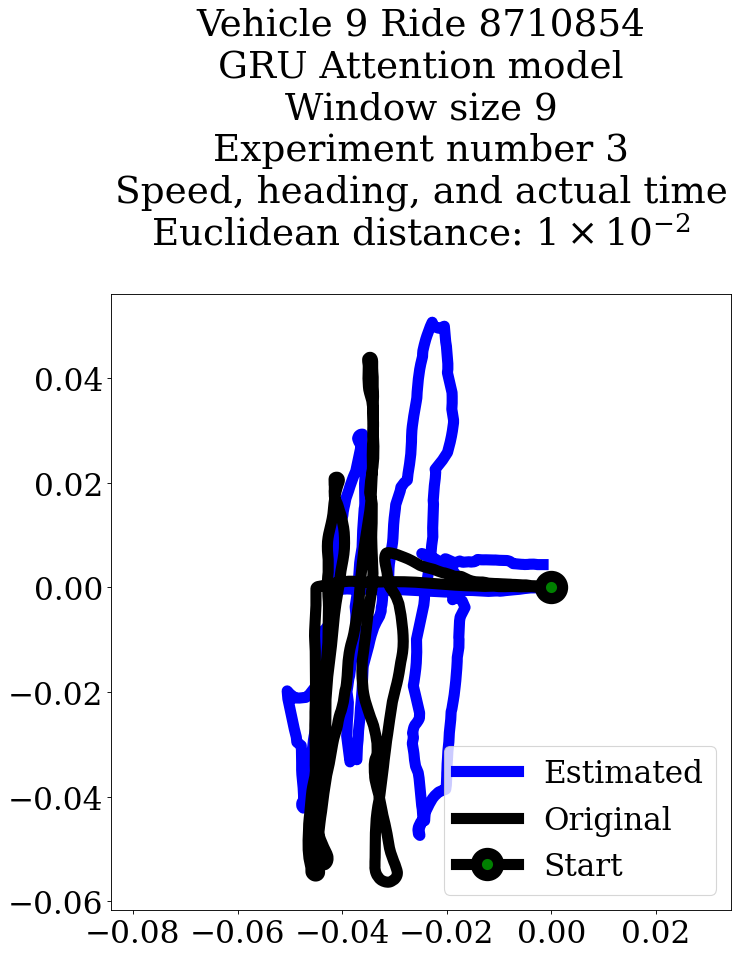 Vehicle 9 Ride 8710854
GRU Attention model
Window size 9
Experiment number 3
Speed, heading, and actual time
Euclidean distance: 1 × 10⁻²
0.04
0.02
0.00
−0.02
−0.04
−0.06
Estimated
Original
Start
−0.08 −0.06 −0.04 −0.02 0.00 0.02